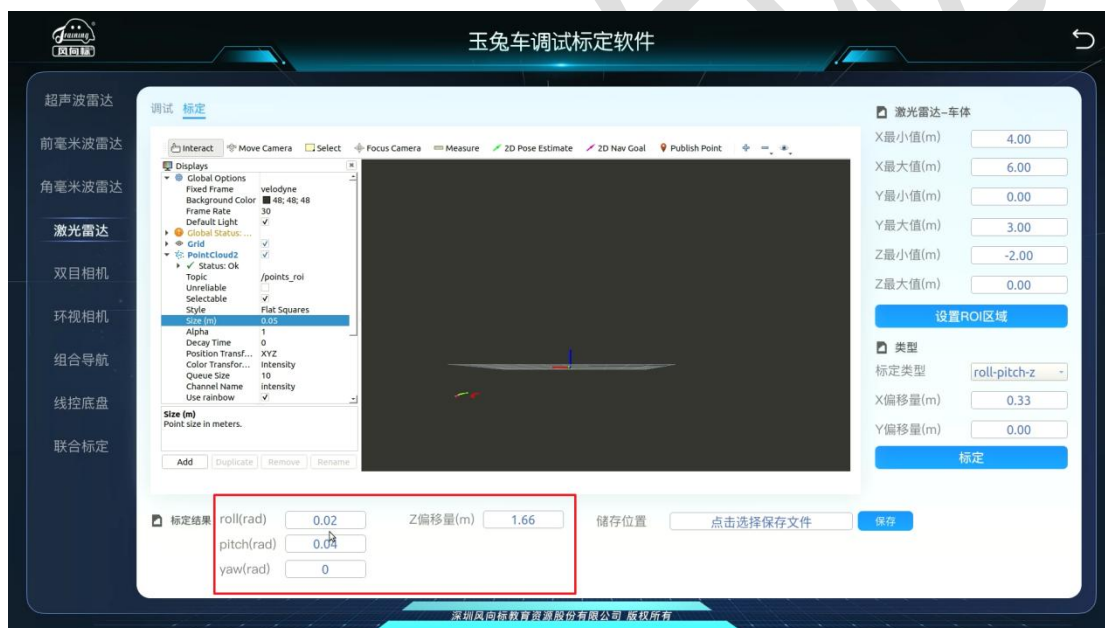 Fraining
风向标
玉兔车调试标定软件
超声波雷达
前毫米波雷达
角毫米波雷达
激光雷达
双目相机
环视相机
组合导航
线控底盘
联合标定
调试 标定
Interact Move Camera Select Focus Camera Measure 2D Pose Estimate 2D Nav Goal Publish Point
Displays
Global Options
Fixed Frame velodyne
Background Color 48; 48; 48
Frame Rate 30
Default Light ✓
Global Status: ...
Grid ✓
PointCloud2 ✓
✓ Status: Ok
Topic /points_roi
Unreliable
Selectable ✓
Style Flat Squares
Size (m) 0.05
Alpha 1
Decay Time 0
Position Transf... XYZ
Color Transfor... Intensity
Queue Size 10
Channel Name intensity
Use rainbow ✓
Size (m)
Point size in meters.
Add Duplicate Remove Rename
激光雷达-车体
X最小值(m) 4.00
X最大值(m) 6.00
Y最小值(m) 0.00
Y最大值(m) 3.00
Z最小值(m) -2.00
Z最大值(m) 0.00
设置ROI区域
类型
标定类型 roll-pitch-z
X偏移量(m) 0.33
Y偏移量(m) 0.00
标定
标定结果 roll(rad) 0.02 Z偏移量(m) 1.66 储存位置 点击选择保存文件 保存
pitch(rad) 0.04
yaw(rad) 0
深圳风向标教育资源股份有限公司 版权所有